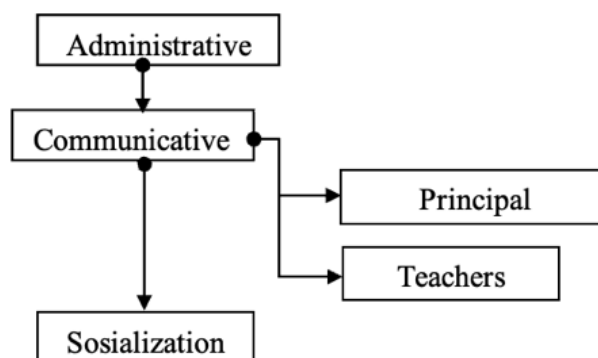 Administrative
Communicative
Principal
Teachers
Sosialization